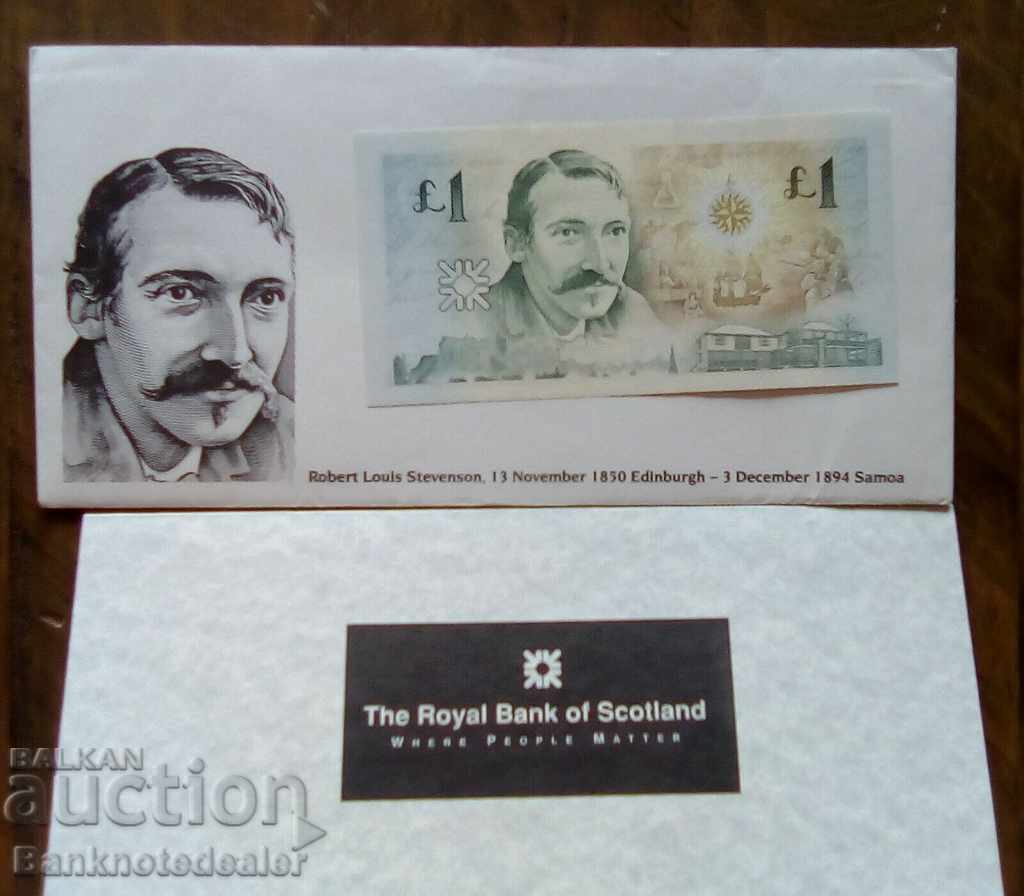 £1
£1
Robert Louis Stevenson, 13 November 1850 Edinburgh – 3 December 1894 Samoa
The Royal Bank of Scotland
WHERE PEOPLE MATTER
BALKAN
auction
Banknotedealer